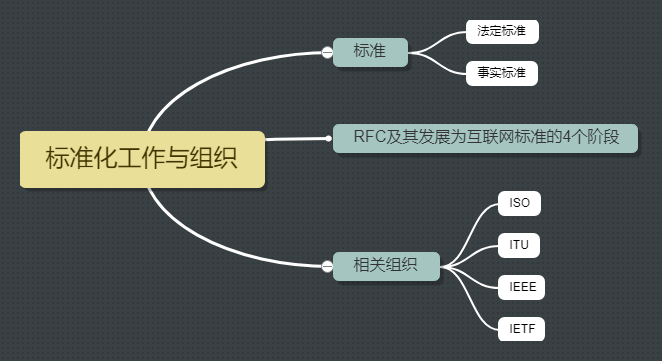 标准化工作与组织
标准
法定标准
事实标准
RFC及其发展为互联网标准的4个阶段
相关组织
ISO
ITU
IEEE
IETF